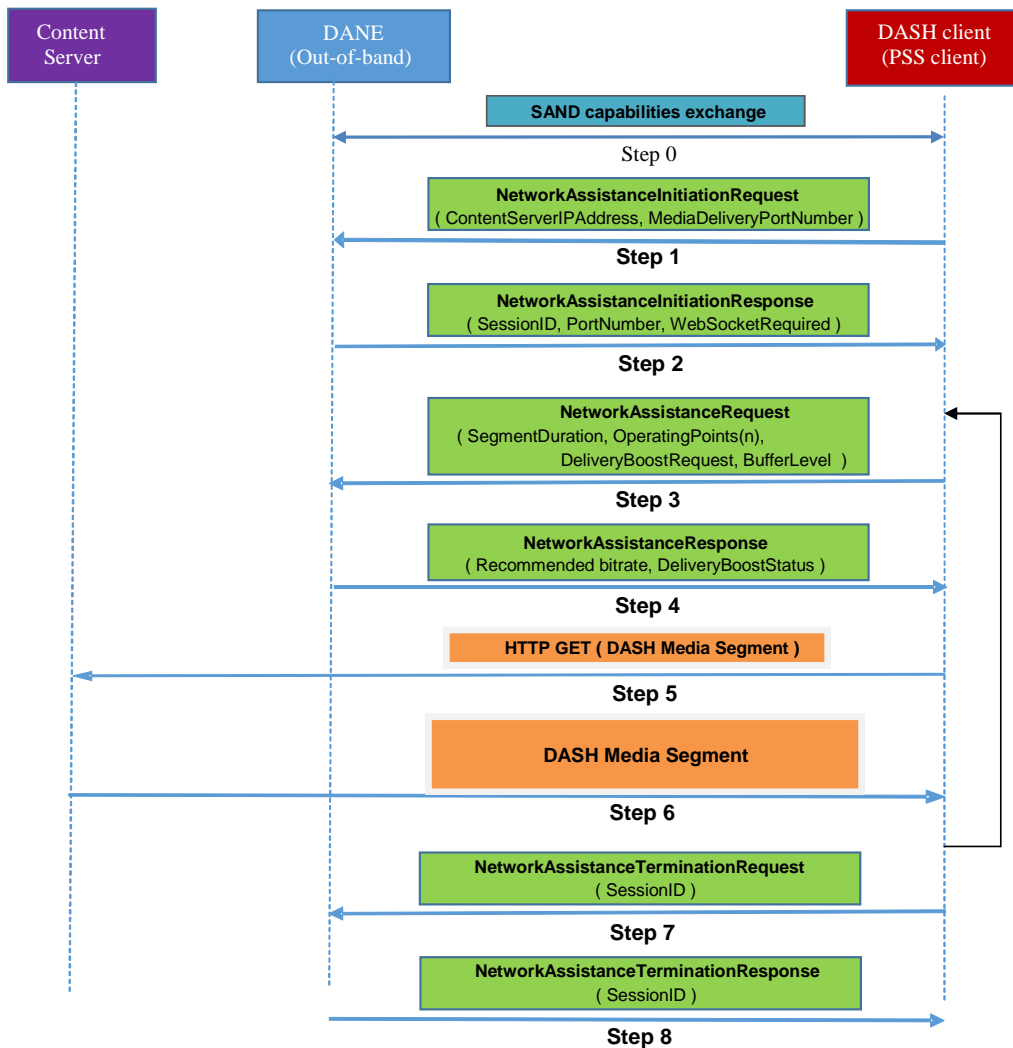 Content
Server
DANE
(Out-of-band)
DASH client
(PSS client)
SAND capabilities exchange
Step 0
NetworkAssistanceInitiationRequest
( ContentServerIPAddress, MediaDeliveryPortNumber )
Step 1
NetworkAssistanceInitiationResponse
( SessionID, PortNumber, WebSocketRequired )
Step 2
NetworkAssistanceRequest
( SegmentDuration, OperatingPoints(n),
DeliveryBoostRequest, BufferLevel )
Step 3
NetworkAssistanceResponse
( Recommended bitrate, DeliveryBoostStatus )
Step 4
HTTP GET ( DASH Media Segment )
Step 5
DASH Media Segment
Step 6
NetworkAssistanceTerminationRequest
( SessionID )
Step 7
NetworkAssistanceTerminationResponse
( SessionID )
Step 8